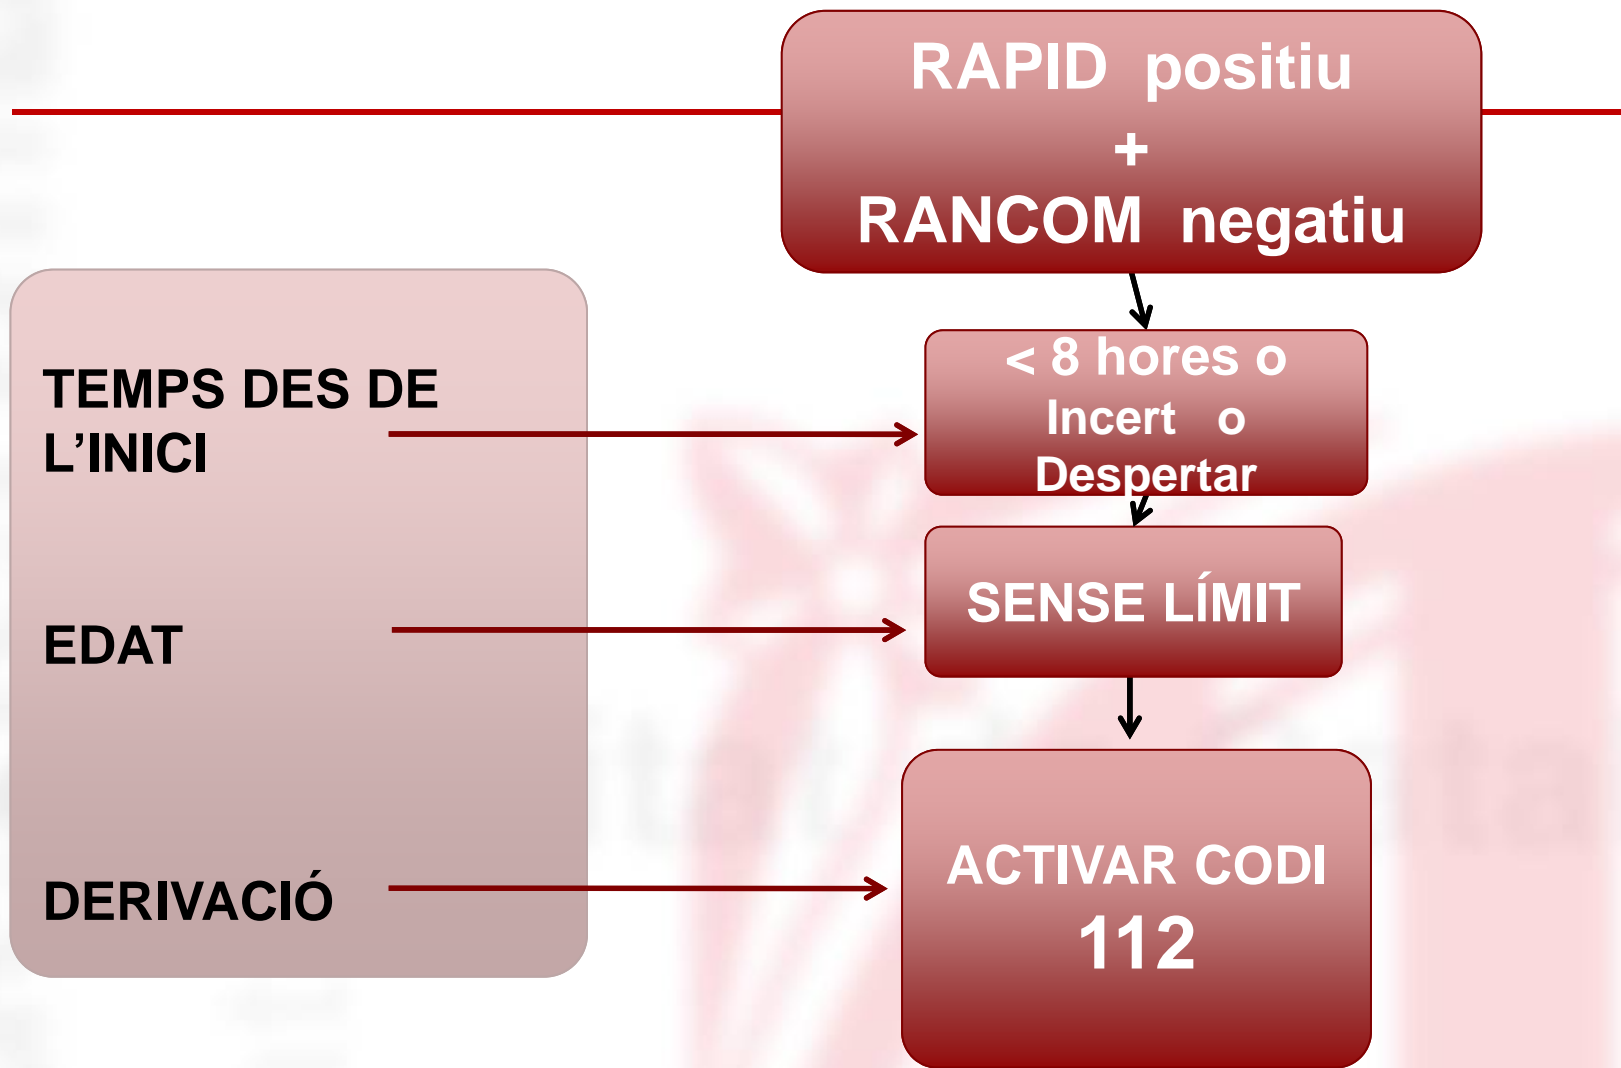 RAPID positiu
+
RANCOM negatiu
TEMPS DES DE
L’INICI
< 8 hores o
Incert o
Despertar
EDAT
SENSE LÍMIT
DERIVACIÓ
ACTIVAR CODI
112